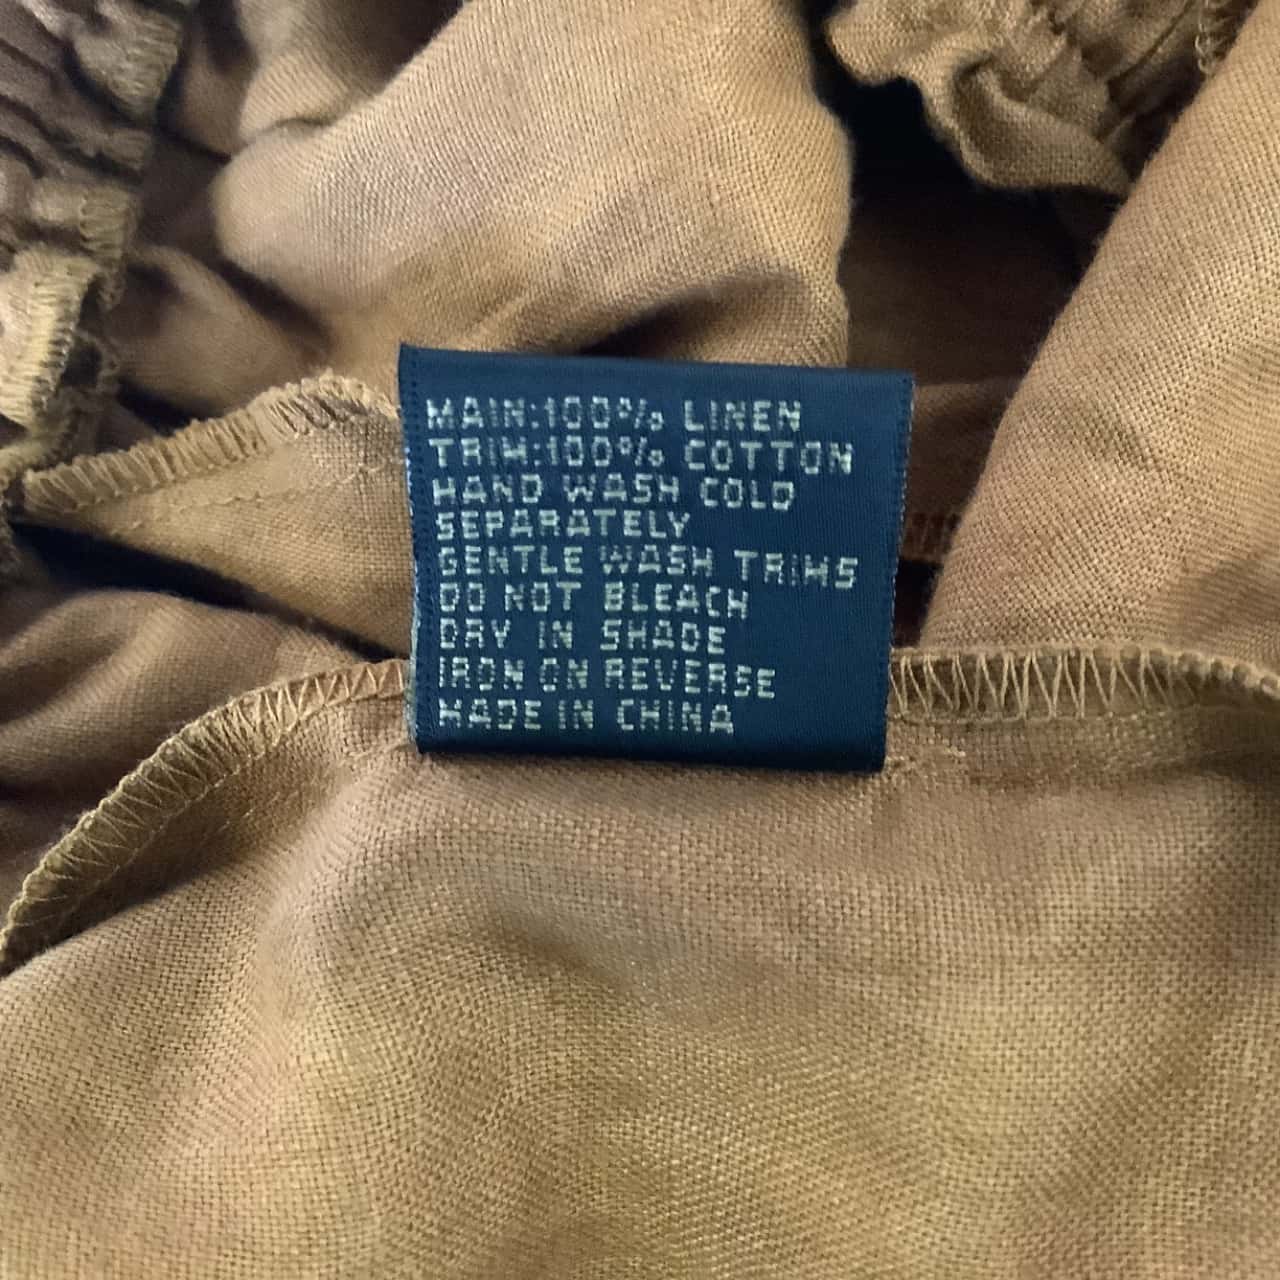 MAIN:100% LINEN
TRIM:100% COTTON
HAND WASH COLD
SEPARATELY
GENTLE WASH TRIMS
DO NOT BLEACH
DRY IN SHADE
IRON ON REVERSE
MADE IN CHINA